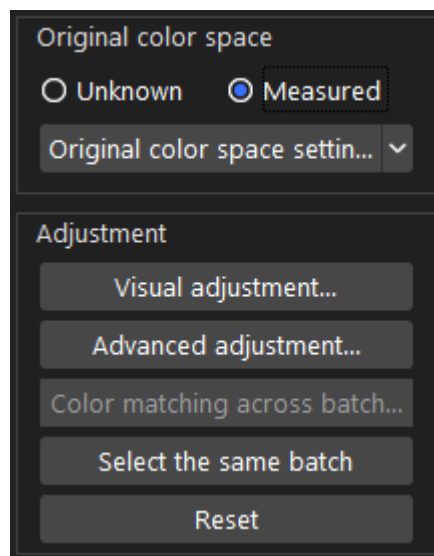 Original color space
Unknown Measured
Original color space settin...
Adjustment
Visual adjustment...
Advanced adjustment...
Color matching across batch...
Select the same batch
Reset